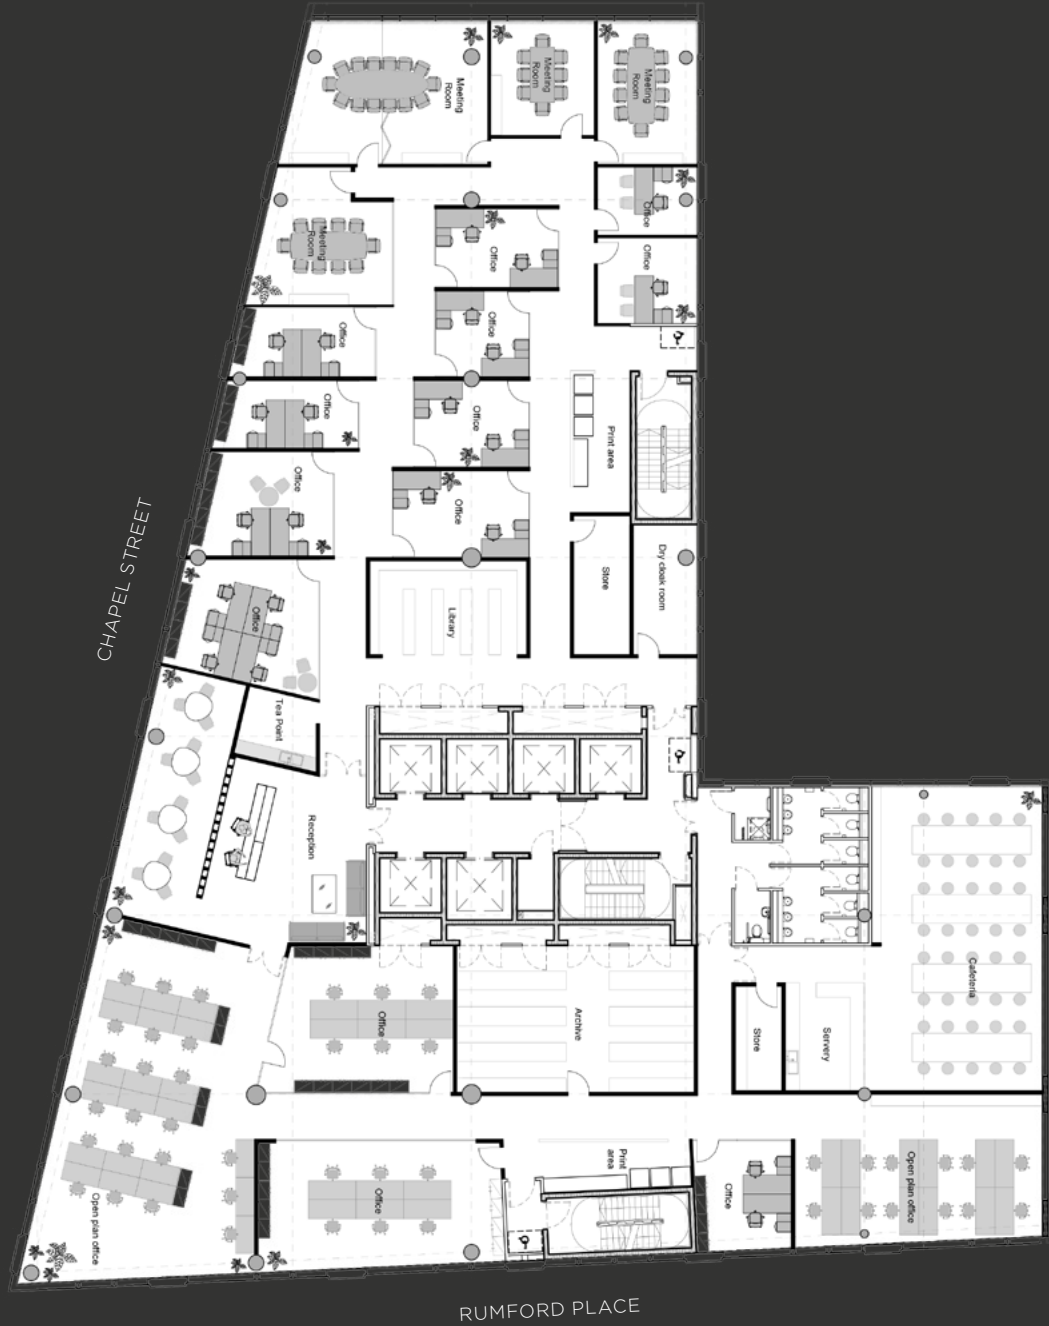 Meeting
Room
Meeting
Room
Meeting
Room
Office
Meeting
Room
Office
Office
Office
Office
Office
Office
Office
Print area
Office
Office
Store
Dry cloak room
Library
Office
CHAPEL STREET
Tea Point
Reception
Cafeteria
Office
Archive
Store
Servery
Print
area
Office
Office
Open plan office
Open plan office
RUMFORD PLACE